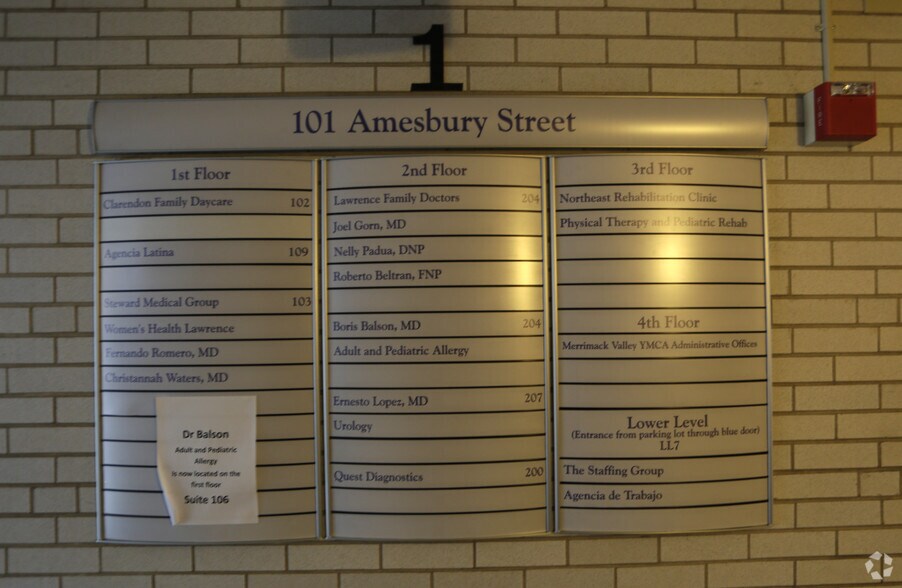 1
101 Amesbury Street
1st Floor
Clarendon Family Daycare 102
Agencia Latina 109
Steward Medical Group 103
Women's Health Lawrence
Fernando Romero, MD
Christannah Waters, MD
Dr Balson
Adult and Pediatric
Allergy
is now located on the
first floor
Suite 106
2nd Floor
Lawrence Family Doctors 204
Joel Gorn, MD
Nelly Padua, DNP
Roberto Beltran, FNP
Boris Balson, MD 204
Adult and Pediatric Allergy
Ernesto Lopez, MD 207
Urology
Quest Diagnostics 200
3rd Floor
Northeast Rehabilitation Clinic
Physical Therapy and Pediatric Rehab
4th Floor
Merrimack Valley YMCA Administrative Offices
Lower Level
(Entrance from parking lot through blue door)
LL7
The Staffing Group
Agencia de Trabajo